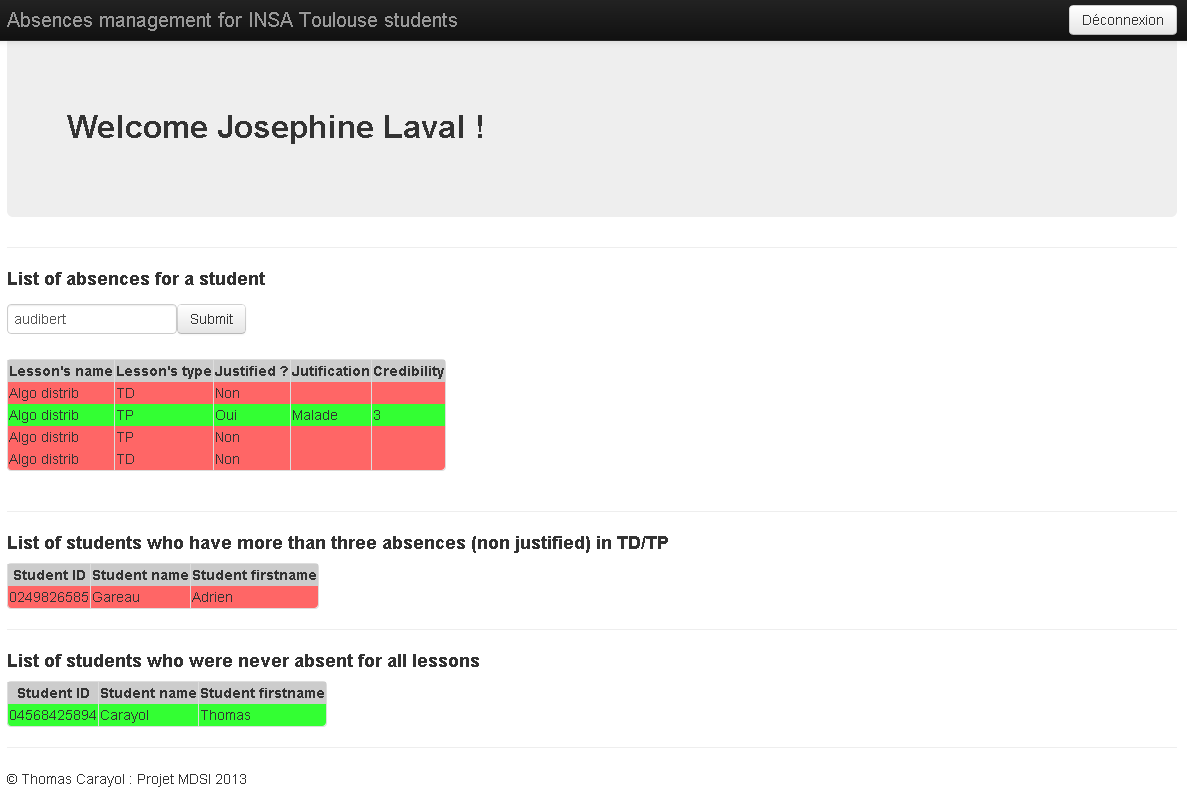 Absences management for INSA Toulouse students Déconnexion
Welcome Josephine Laval !
List of absences for a student
audibert Submit
Lesson's name Lesson's type Justified ? Jutification Credibility
Algo distrib TD Non
Algo distrib TP Oui Malade 3
Algo distrib TP Non
Algo distrib TD Non
List of students who have more than three absences (non justified) in TD/TP
Student ID Student name Student firstname
0249826585 Gareau Adrien
List of students who were never absent for all lessons
Student ID Student name Student firstname
04568425894 Carayol Thomas
© Thomas Carayol : Projet MDSI 2013